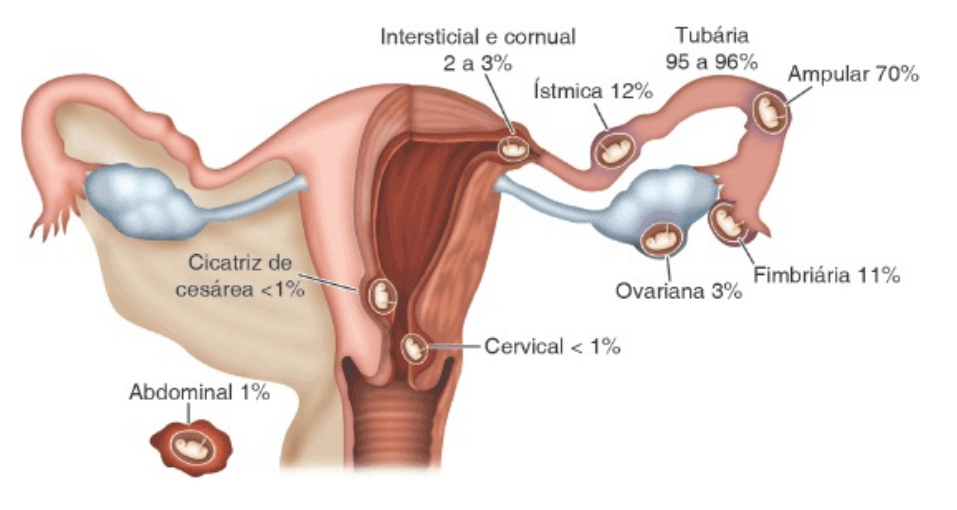 Intersticial e cornual
2 a 3%
Tubária
95 a 96%
Ístmica 12%
Ampular 70%
Cicatriz de
cesárea <1%
Ovariana 3%
Fimbriária 11%
Cervical < 1%
Abdominal 1%